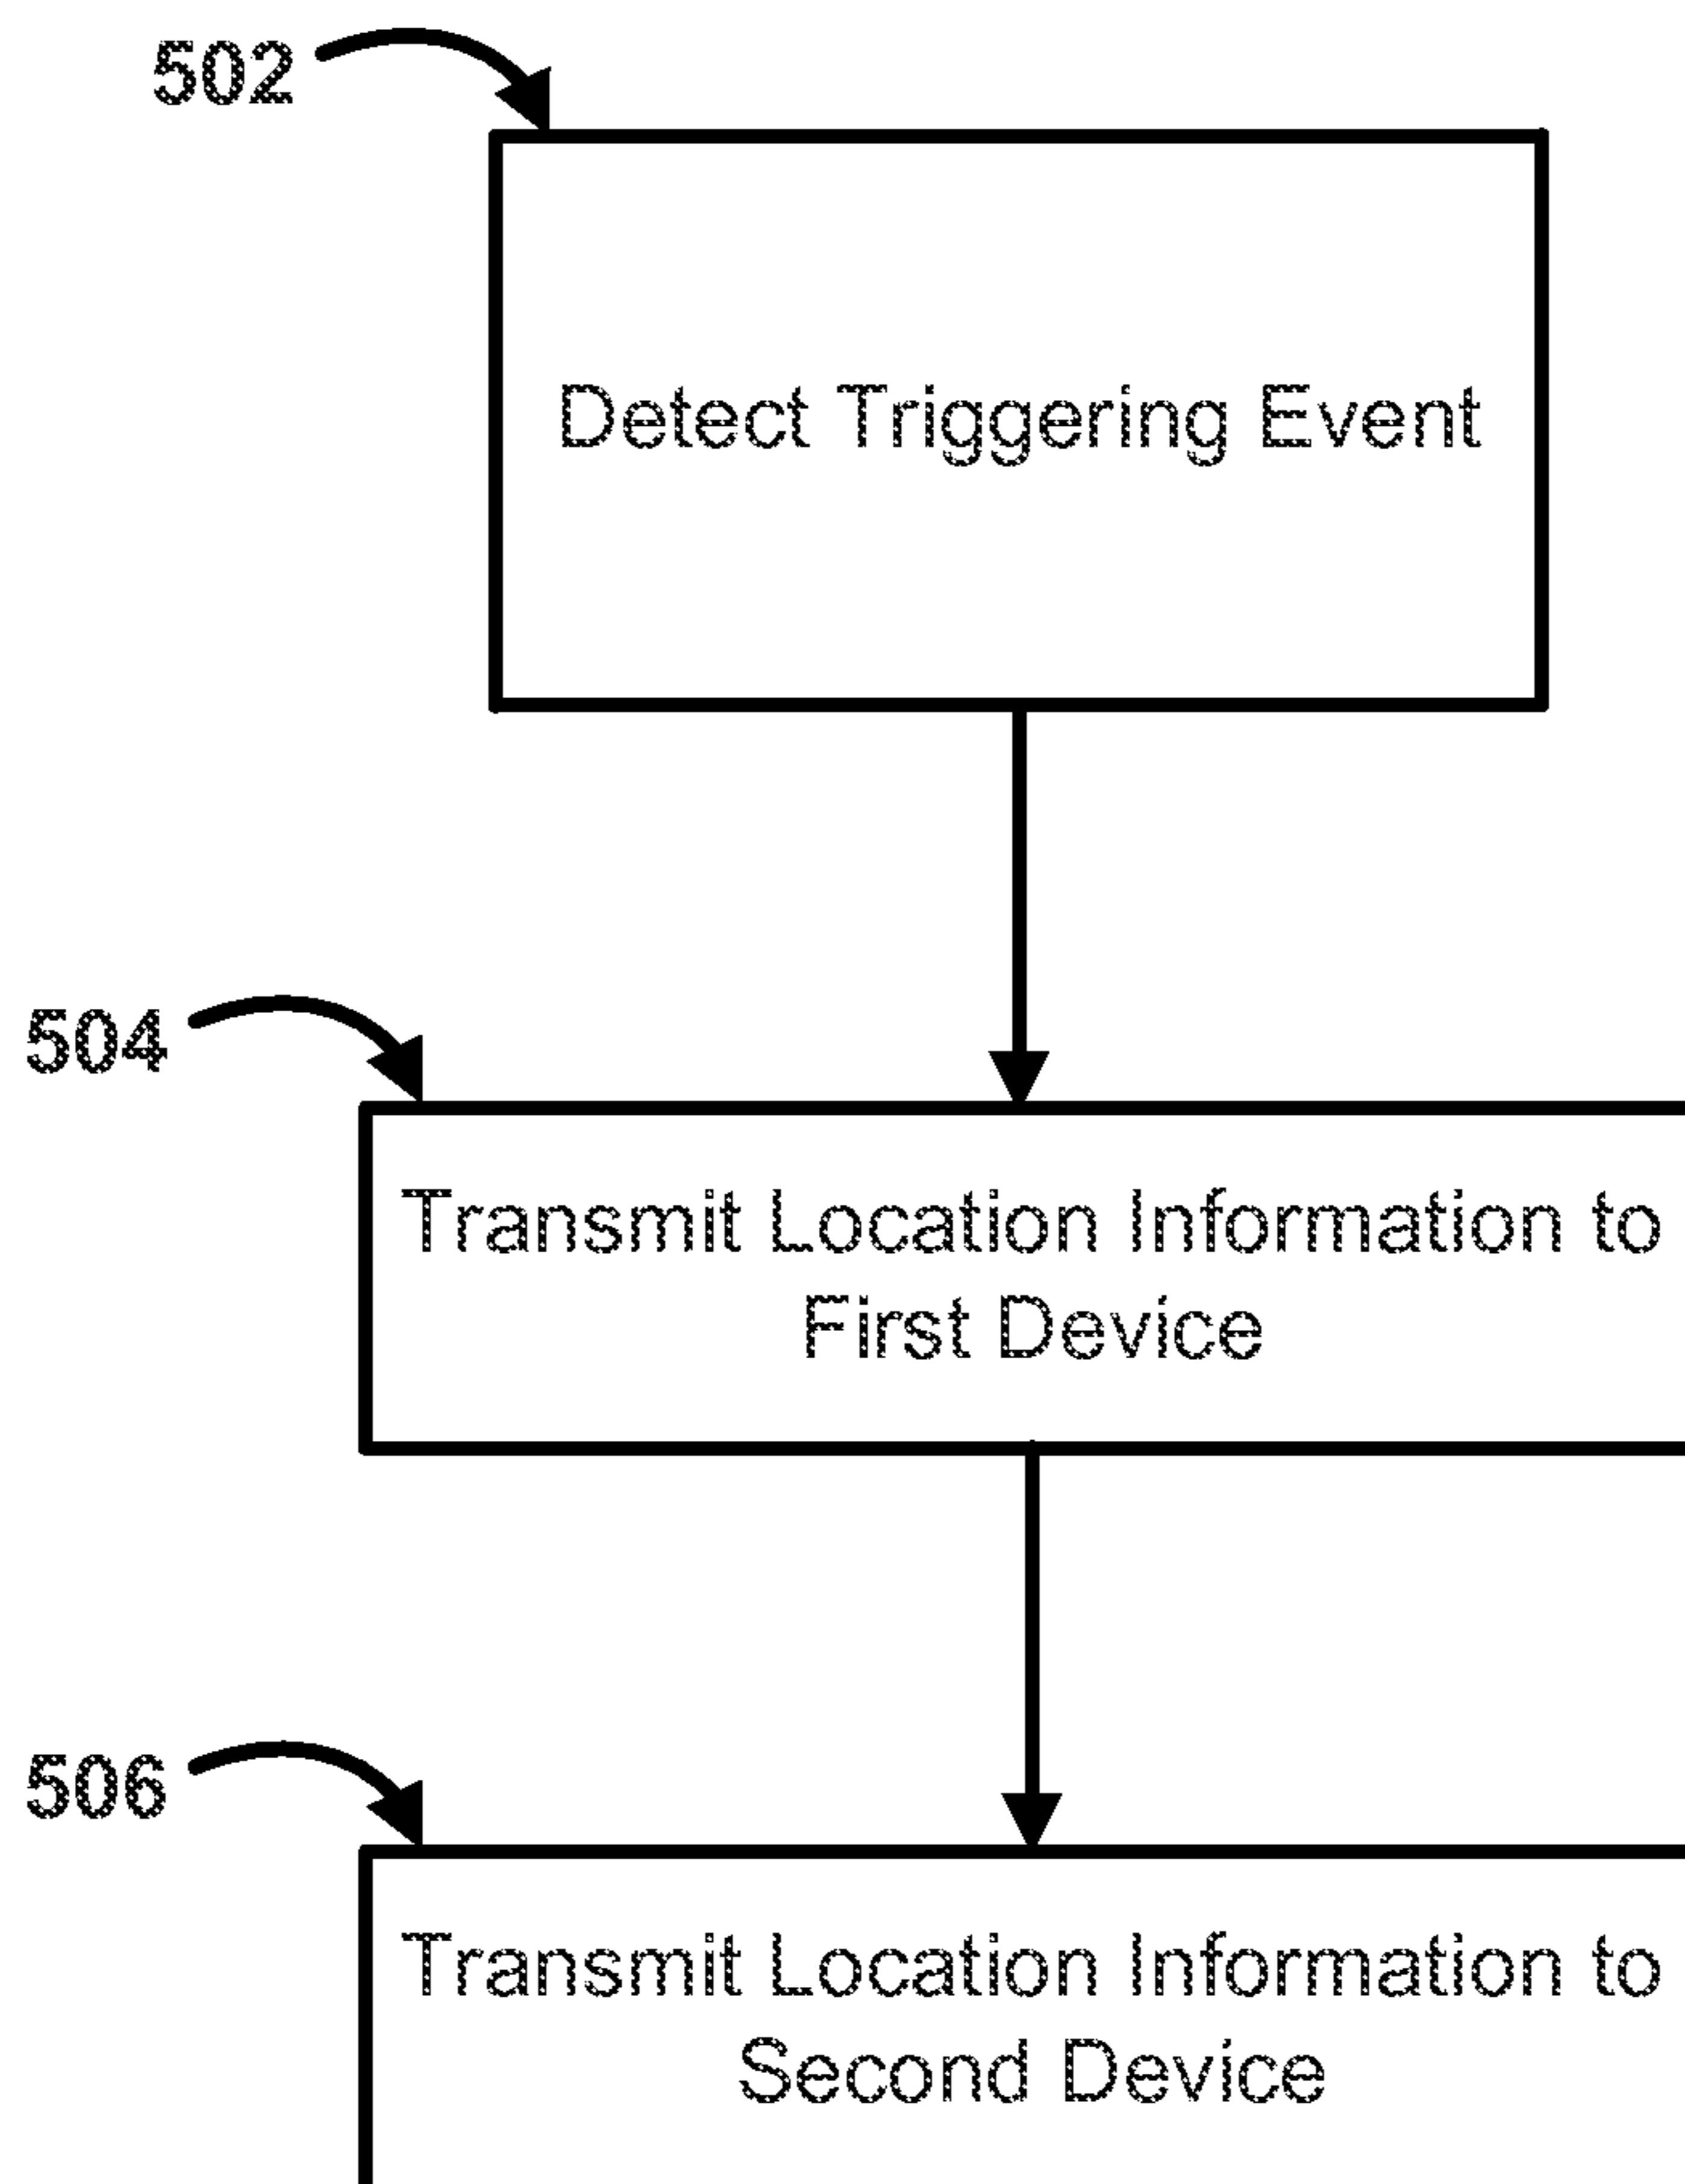 502
Detect Triggering Event
504
Transmit Location Information to
First Device
506
Transmit Location Information to
Second Device